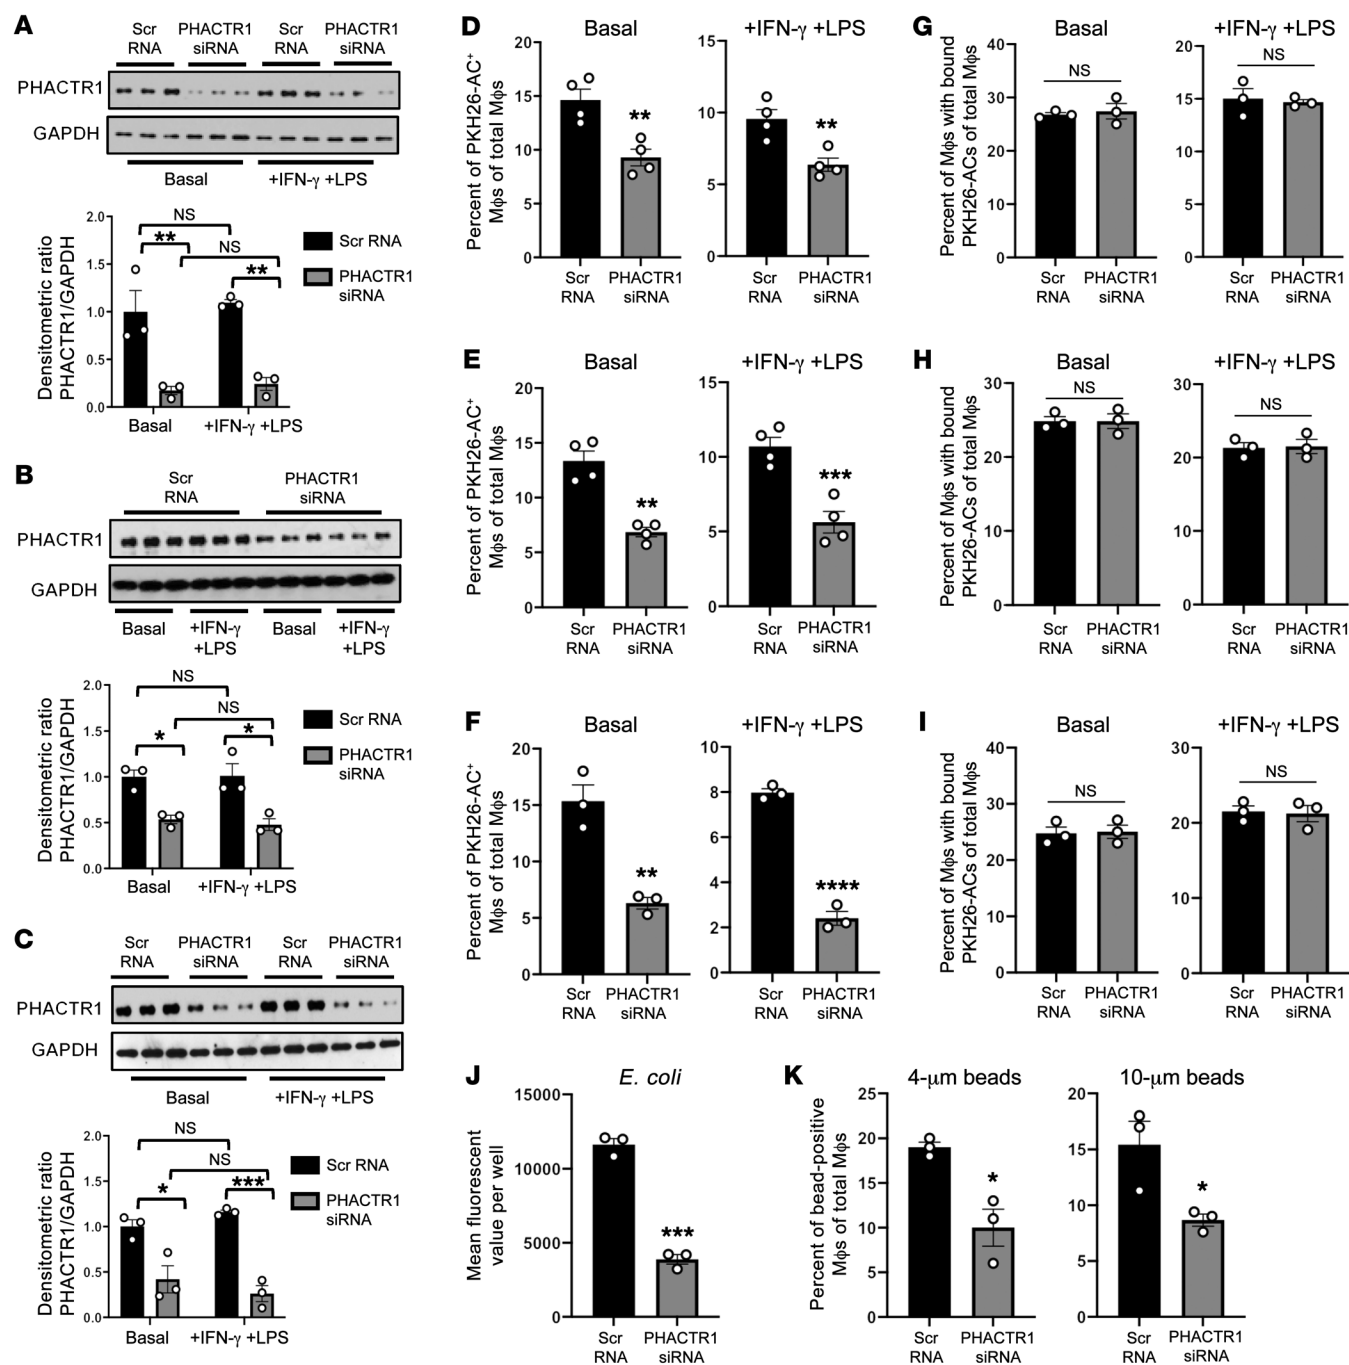 A
Scr PHACTR1 Scr PHACTR1
RNA siRNA RNA siRNA
PHACTR1
GAPDH
Basal +IFN-γ +LPS
Densitometric ratio
PHACTR1/GAPDH
2.0
1.5
1.0
0.5
0.0
NS
**
NS
**
Scr RNA
PHACTR1
siRNA
Basal +IFN-γ +LPS
B
Scr PHACTR1
RNA siRNA
PHACTR1
GAPDH
Basal +IFN-γ Basal +IFN-γ
+LPS +LPS
Densitometric ratio
PHACTR1/GAPDH
2.0
1.5
1.0
0.5
0.0
NS
NS
* *
Scr RNA
PHACTR1
siRNA
Basal +IFN-γ +LPS
C
Scr PHACTR1 Scr PHACTR1
RNA siRNA RNA siRNA
PHACTR1
GAPDH
Basal +IFN-γ +LPS
Densitometric ratio
PHACTR1/GAPDH
2.0
1.5
1.0
0.5
0.0
NS
NS
* ***
Scr RNA
PHACTR1
siRNA
Basal +IFN-γ +LPS
D
Percent of PKH26-AC⁺
Mϕs of total Mϕs
Basal
20
15
10
5
0
**
Scr PHACTR1
RNA siRNA
+IFN-γ +LPS
15
10
5
0
**
Scr PHACTR1
RNA siRNA
E
Percent of PKH26-AC⁺
Mϕs of total Mϕs
Basal
20
15
10
5
0
**
Scr PHACTR1
RNA siRNA
+IFN-γ +LPS
15
10
5
0
***
Scr PHACTR1
RNA siRNA
F
Percent of PKH26-AC⁺
Mϕs of total Mϕs
Basal
20
15
10
5
0
**
Scr PHACTR1
RNA siRNA
+IFN-γ +LPS
10
8
6
4
2
0
****
Scr PHACTR1
RNA siRNA
G
Percent of Mϕs with bound
PKH26-ACs of total Mϕs
Basal
40
30
20
10
0
NS
Scr PHACTR1
RNA siRNA
+IFN-γ +LPS
20
15
10
5
0
NS
Scr PHACTR1
RNA siRNA
H
Percent of Mϕs with bound
PKH26-ACs of total Mϕs
Basal
30
20
10
0
NS
Scr PHACTR1
RNA siRNA
+IFN-γ +LPS
30
20
10
0
NS
Scr PHACTR1
RNA siRNA
I
Percent of Mϕs with bound
PKH26-ACs of total Mϕs
Basal
40
30
20
10
0
NS
Scr PHACTR1
RNA siRNA
+IFN-γ +LPS
30
20
10
0
NS
Scr PHACTR1
RNA siRNA
J
Mean fluorescent
value per well
E. coli
15000
10000
5000
0
***
Scr PHACTR1
RNA siRNA
K
Percent of bead-positive
Mϕs of total Mϕs
4-μm beads
25
20
15
10
5
0
*
Scr PHACTR1
RNA siRNA
10-μm beads
20
15
10
5
0
*
Scr PHACTR1
RNA siRNA